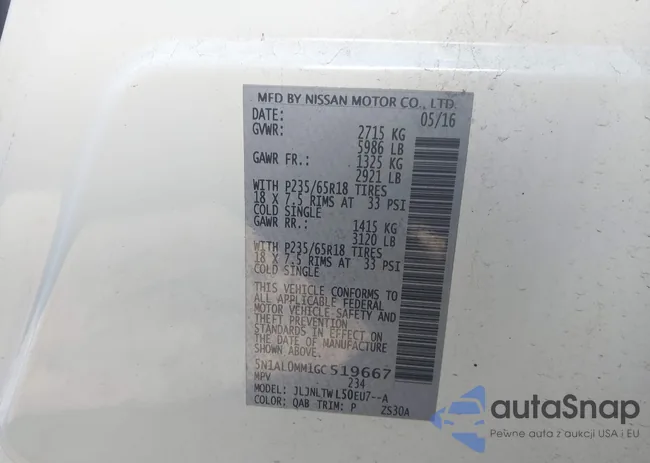 MFD BY NISSAN MOTOR CO., LTD.
DATE: 05/16
GVWR: 2715 KG
5986 LB
GAWR FR.: 1325 KG
2921 LB
WITH P235/65R18 TIRES
18 X 7.5 RIMS AT 33 PSI
COLD SINGLE
GAWR RR.: 1415 KG
3120 LB
WITH P235/65R18 TIRES
18 X 7.5 RIMS AT 33 PSI
COLD SINGLE
THIS VEHICLE CONFORMS TO
ALL APPLICABLE FEDERAL
MOTOR VEHICLE-SAFETY AND
THEFT PREVENTION
STANDARDS IN EFFECT ON
THE DATE OF MANUFACTURE
SHOWN ABOVE.
5N1AL0MM1GC519667
MPV 234
MODEL: JLJNLTWL50EU7--A
COLOR: QAB TRIM: P ZS30A
autoSnap
Pewne auta z aukcji USA i EU